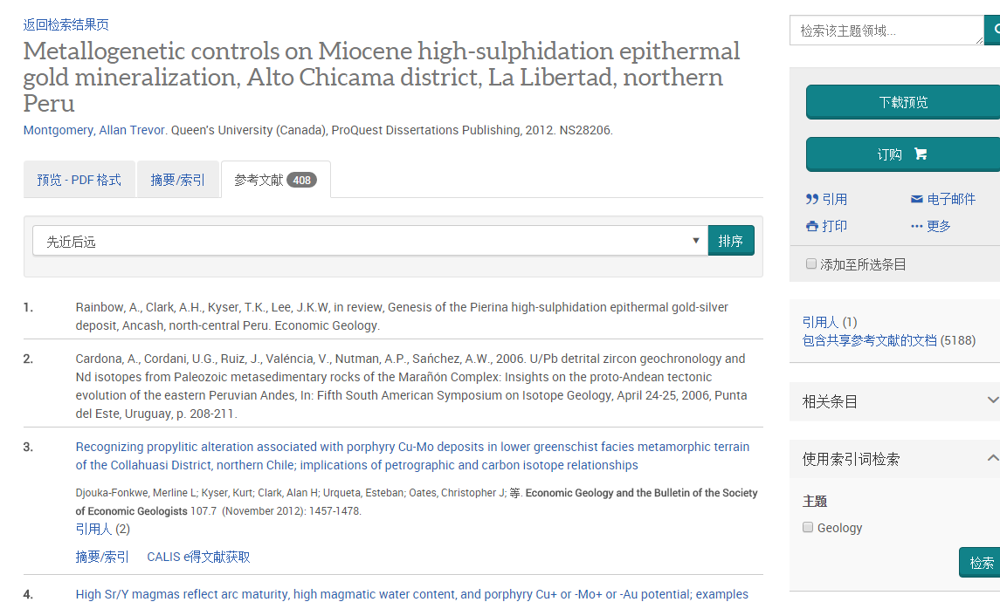 返回检索结果页
Metallogenetic controls on Miocene high-sulphidation epithermal
gold mineralization, Alto Chicama district, La Libertad, northern
Peru
Montgomery, Allan Trevor. Queen's University (Canada), ProQuest Dissertations Publishing, 2012. NS28206.
预览 - PDF 格式
摘要/索引
参考文献 408
先近后远
排序
1. Rainbow, A., Clark, A.H., Kyser, T.K., Lee, J.K.W, in review, Genesis of the Pierina high-sulphidation epithermal gold-silver
deposit, Ancash, north-central Peru. Economic Geology.
2. Cardona, A., Cordani, U.G., Ruiz, J., Valéncia, V., Nutman, A.P., Sańchez, A.W., 2006. U/Pb detrital zircon geochronology and
Nd isotopes from Paleozoic metasedimentary rocks of the Marañón Complex: Insights on the proto-Andean tectonic
evolution of the eastern Peruvian Andes, In: Fifth South American Symposium on Isotope Geology, April 24-25, 2006, Punta
del Este, Uruguay, p. 208-211.
3. Recognizing propylitic alteration associated with porphyry Cu-Mo deposits in lower greenschist facies metamorphic terrain
of the Collahuasi District, northern Chile; implications of petrographic and carbon isotope relationships
Djouka-Fonkwe, Merline L; Kyser, Kurt; Clark, Alan H; Urqueta, Esteban; Oates, Christopher J; 等. Economic Geology and the Bulletin of the Society
of Economic Geologists 107.7 (November 2012): 1457-1478.
引用人 (2)
摘要/索引 CALIS e得文献获取
4. High Sr/Y magmas reflect arc maturity, high magmatic water content, and porphyry Cu+ or -Mo+ or -Au potential; examples
检索该主题领域...
下载预览
订购
引用
电子邮件
打印
更多
添加至所选条目
引用人 (1)
包含共享参考文献的文档 (5188)
相关条目
使用索引词检索
主题
Geology
检索